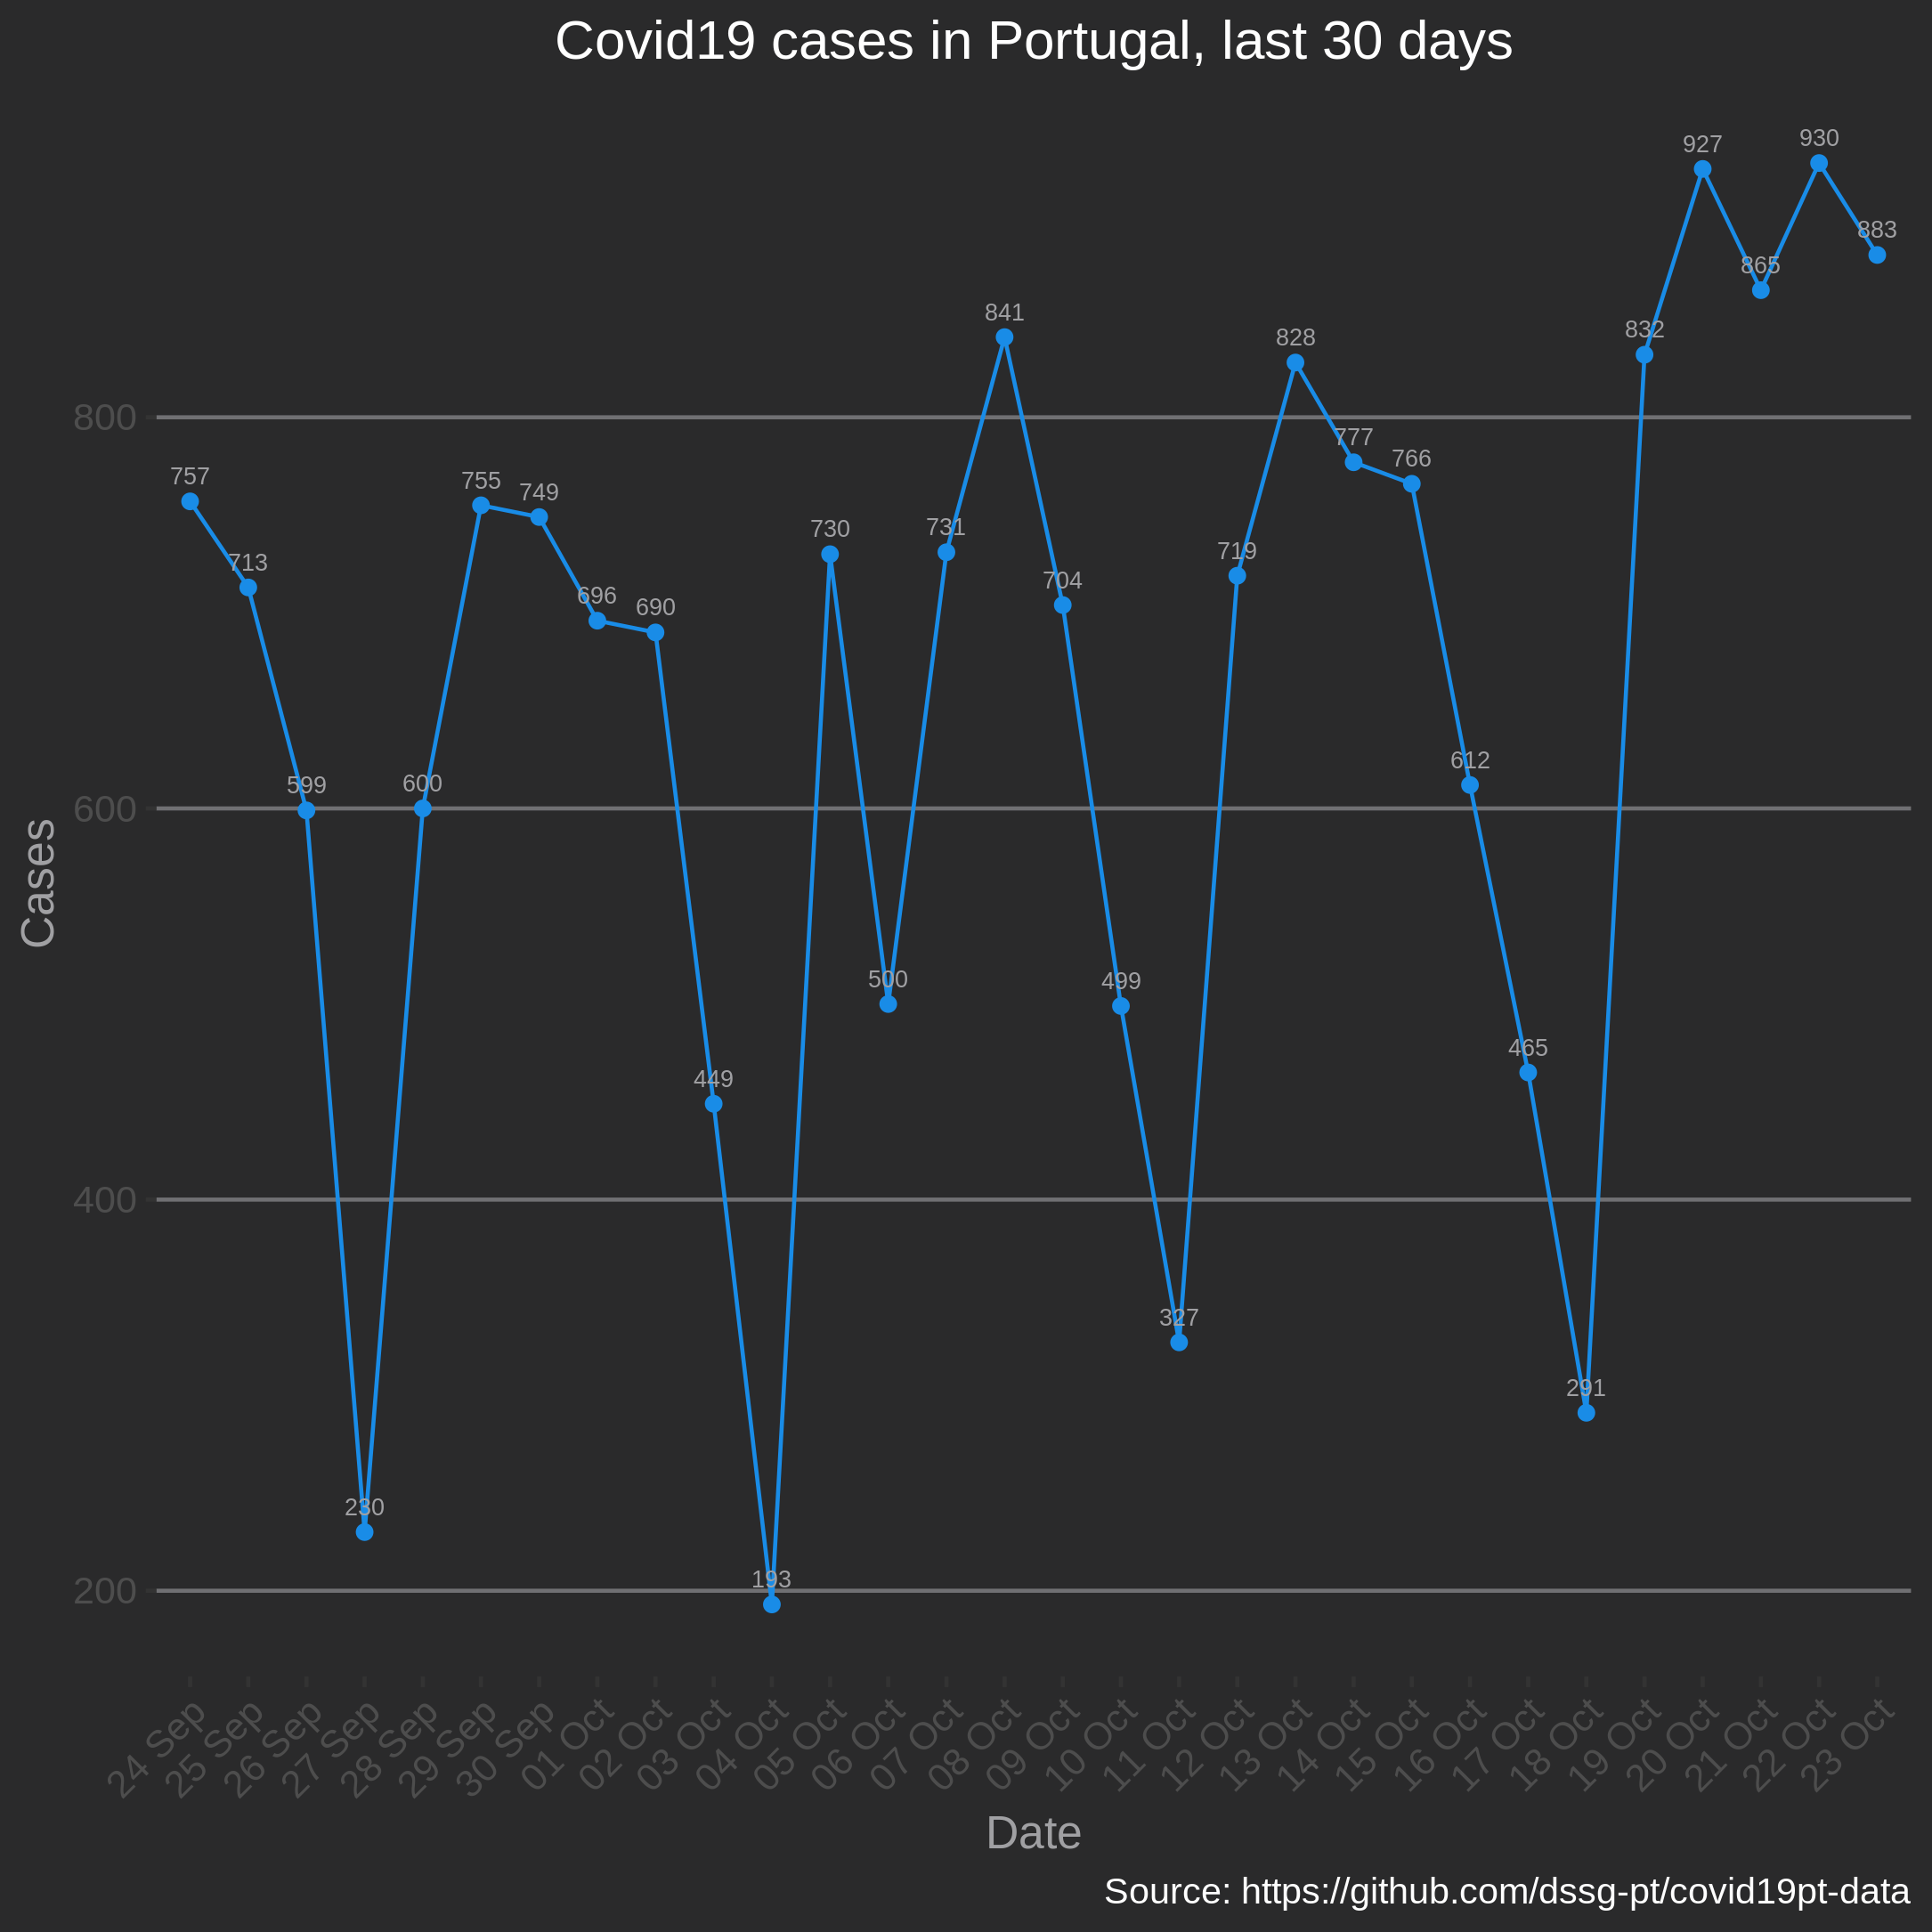 Covid19 cases in Portugal, last 30 days
930
927
883
865
841
832
828
800
777
766
757
755
749
731
730
719
713
704
696
690
612
600
599
600
500
499
465
449
400
327
291
230
193
200
Cases
24 Sep
25 Sep
26 Sep
27 Sep
28 Sep
29 Sep
30 Sep
01 Oct
02 Oct
03 Oct
04 Oct
05 Oct
06 Oct
07 Oct
08 Oct
09 Oct
10 Oct
11 Oct
12 Oct
13 Oct
14 Oct
15 Oct
16 Oct
17 Oct
18 Oct
19 Oct
20 Oct
21 Oct
22 Oct
23 Oct
Date
Source: https://github.com/dssg-pt/covid19pt-data